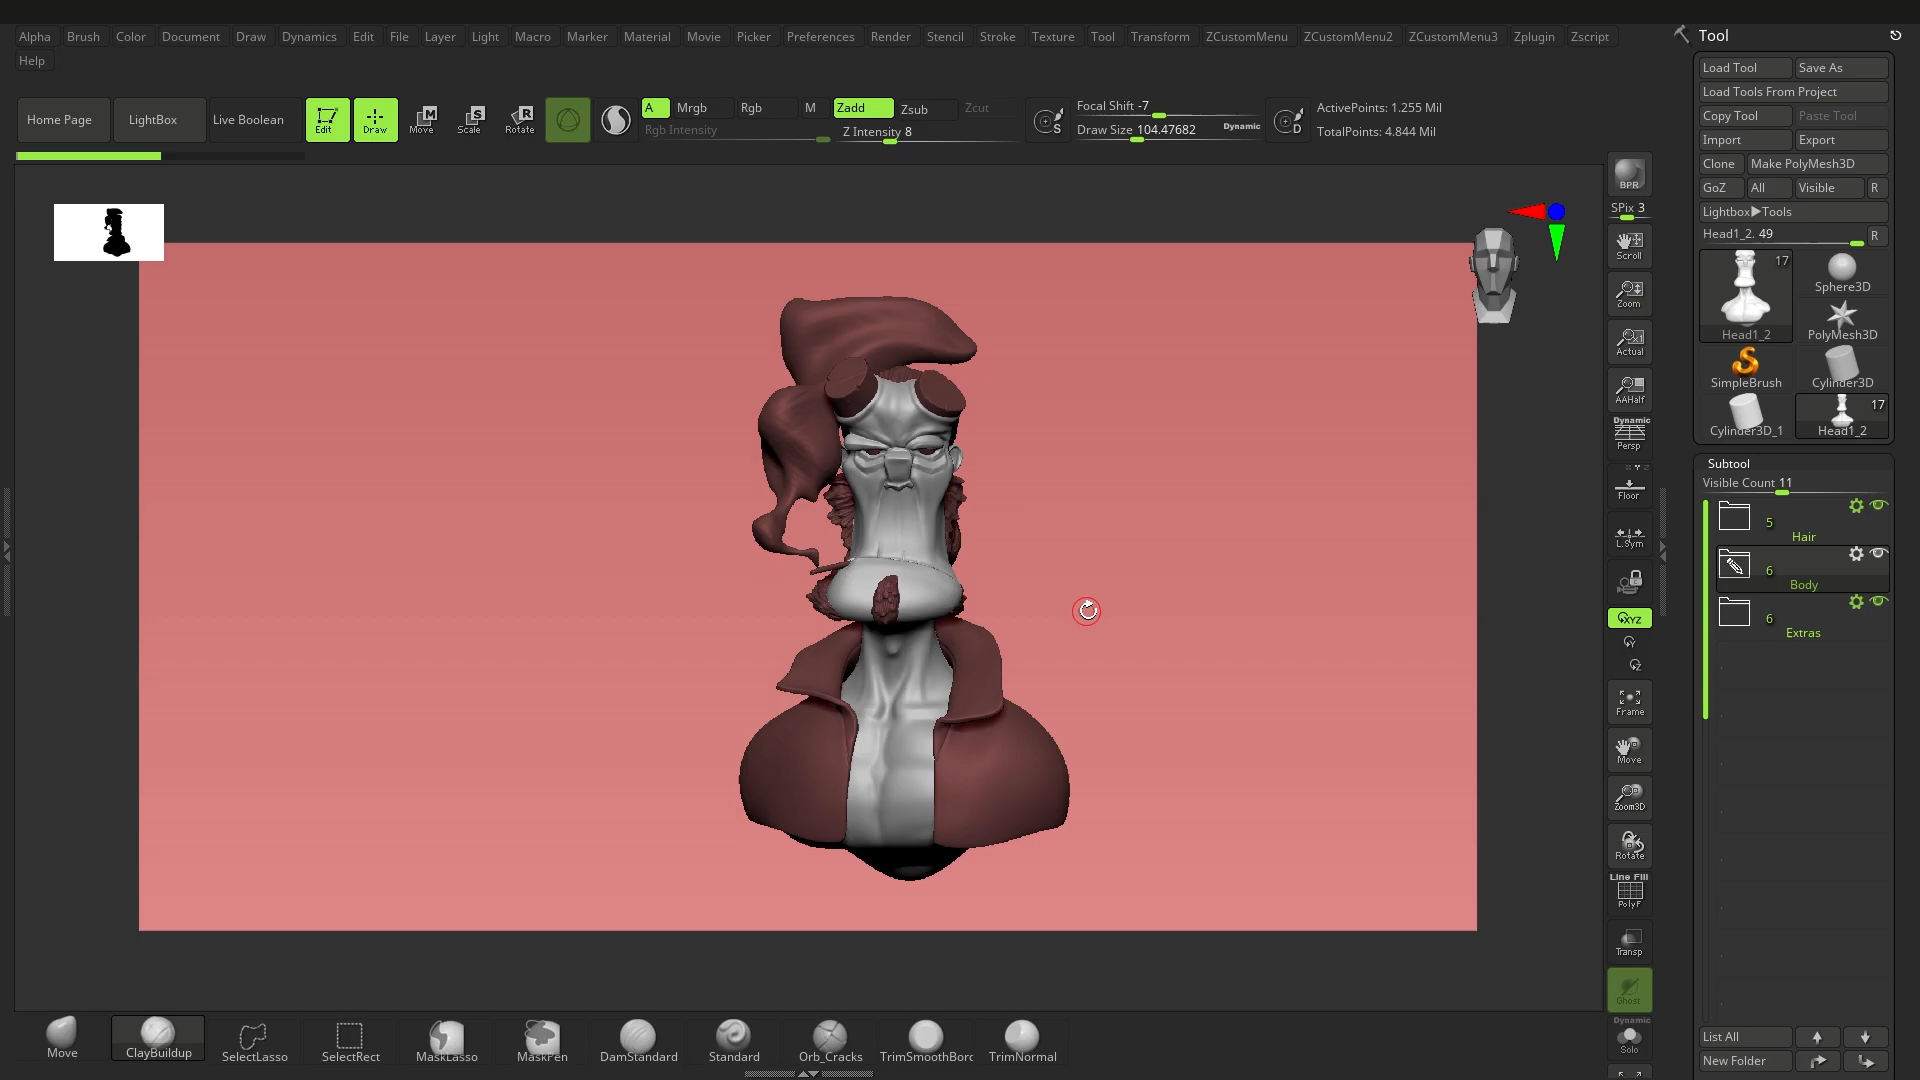 Alpha Brush Color Document Draw Dynamics Edit File Layer Light Macro Marker Material Movie Picker Preferences Render Stencil Stroke Texture Tool Transform ZCustomMenu ZCustomMenu2 ZCustomMenu3 Zplugin Zscript
Help
Home Page
LightBox
Live Boolean
Edit
Draw
Move
Scale
Rotate
A Mrgb Rgb M Zadd Zsub Zcut
Rgb Intensity
Z Intensity 8
S
Focal Shift -7
Draw Size 104.47682 Dynamic
D
ActivePoints: 1.255 Mil
TotalPoints: 4.844 Mil
BPR
SPix 3
Scroll
Zoom
Actual
AAHalf
Dynamic
Persp
Floor
L.Sym
XYZ
Y
Z
Frame
Move
Zoom3D
Rotate
Line Fill
PolyF
Transp
Ghost
Dynamic
Solo
Tool
Load Tool Save As
Load Tools From Project
Copy Tool Paste Tool
Import Export
Clone Make PolyMesh3D
GoZ All Visible R
Lightbox▶Tools
Head1_2. 49 R
17
Head1_2
Sphere3D
PolyMesh3D
SimpleBrush
Cylinder3D
Cylinder3D_1
17
Head1_2
Subtool
Visible Count 11
5
Hair
6
Body
6
Extras
List All
New Folder
Move
ClayBuildup
SelectLasso
SelectRect
MaskLasso
MaskPen
DamStandard
Standard
Orb_Cracks
TrimSmoothBorc
TrimNormal